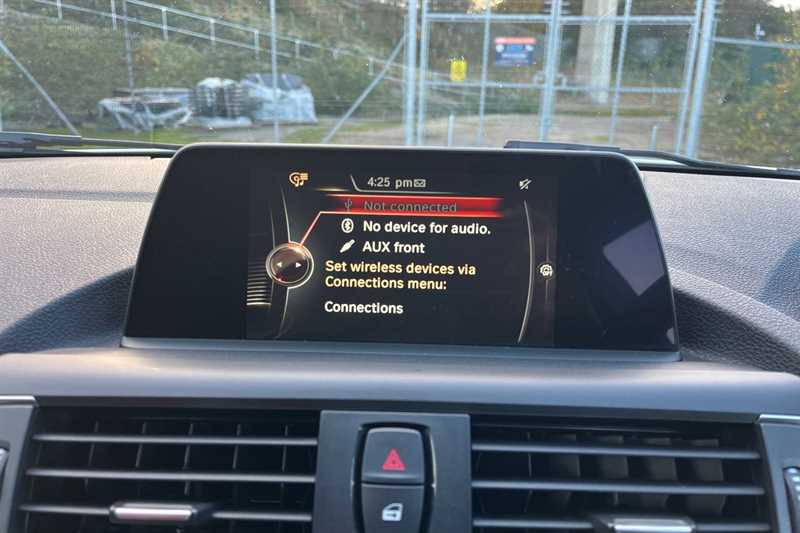 4:25 pm
Not connected
No device for audio.
AUX front
Set wireless devices via
Connections menu:
Connections